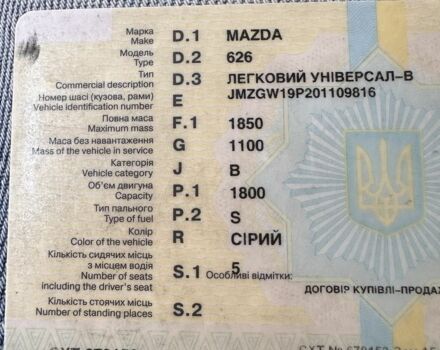 Марка D.1 MAZDA
Make
Модель D.2 626
Type
Тип D.3 ЛЕГКОВИЙ УНІВЕРСАЛ-В
Commercial description
Номер шасі (кузова, рами) E JMZGW19P201109816
Vehicle identification number
Повна маса F.1 1850
Maximum mass
Маса без навантаження G 1100
Mass of the vehicle in service
Категорія J B
Vehicle category
Об'єм двигуна P.1 1800
Capacity
Тип пального P.2 S
Type of fuel
Колір R СІРИЙ
Color of the vehicle
Кількість сидячих місць
з місцем водія S.1 5 Особливі відмітки:
Number of seats
including the driver's seat
ДОГОВІР КУПІВЛІ-ПРОДА
Кількість стоячих місць S.2
Number of standing places